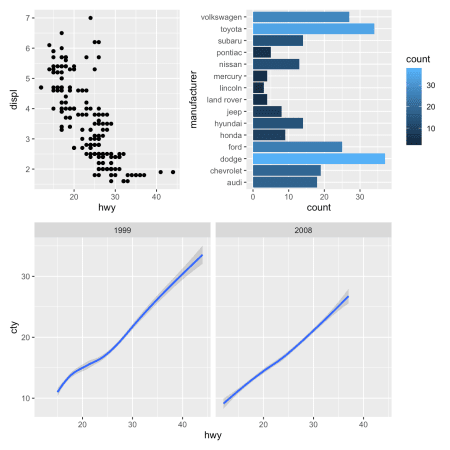 7
6
5
4
3
2
displ
20
30
40
hwy
volkswagen
toyota
subaru
pontiac
nissan
mercury
lincoln
land rover
jeep
hyundai
honda
ford
dodge
chevrolet
audi
manufacturer
0
10
20
30
count
count
30
20
10
1999
2008
30
20
10
cty
20
30
40
20
30
40
hwy